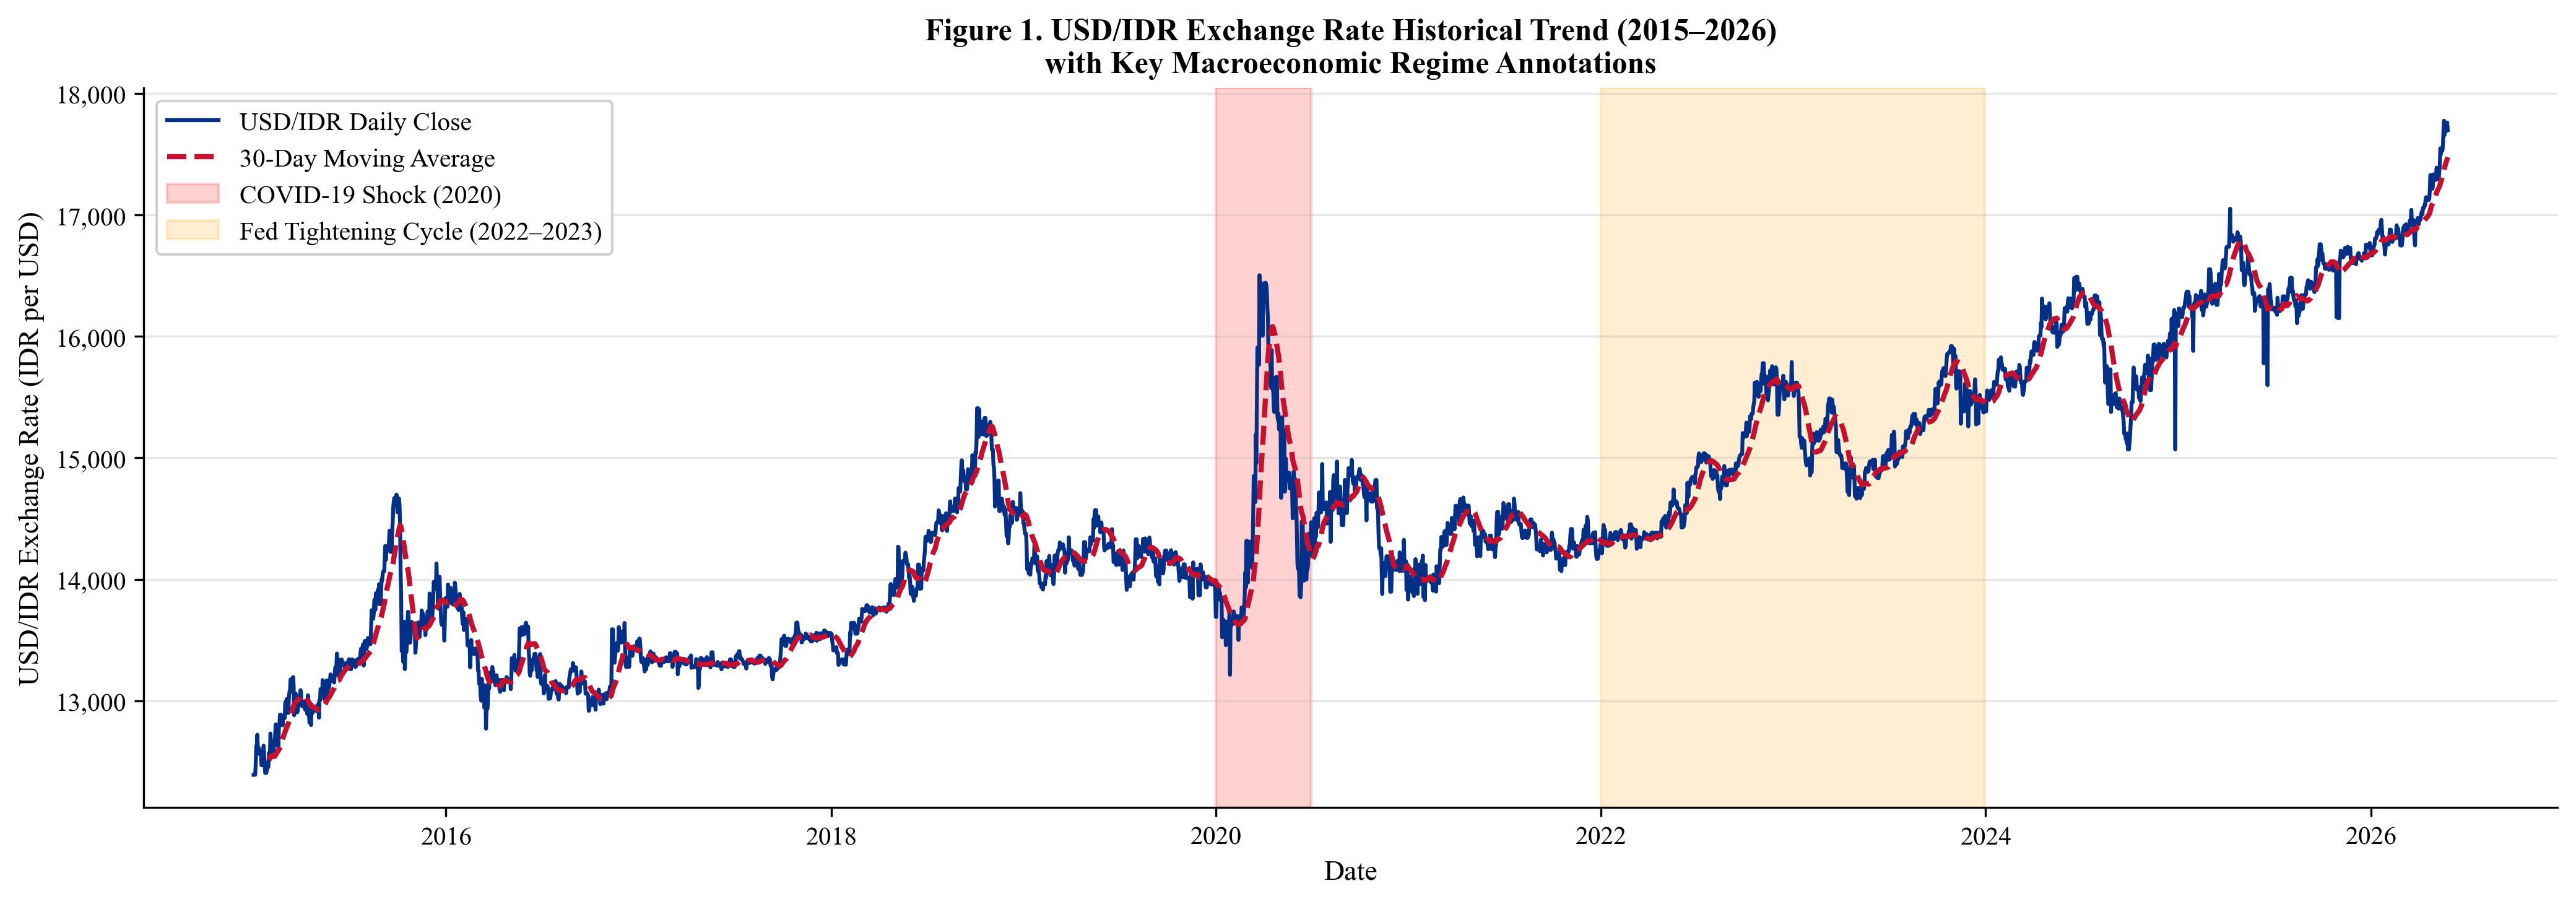 Figure 1. USD/IDR Exchange Rate Historical Trend (2015–2026)
with Key Macroeconomic Regime Annotations
USD/IDR Exchange Rate (IDR per USD)
18,000
17,000
16,000
15,000
14,000
13,000
USD/IDR Daily Close
30-Day Moving Average
COVID-19 Shock (2020)
Fed Tightening Cycle (2022–2023)
2016
2018
2020
2022
2024
2026
Date